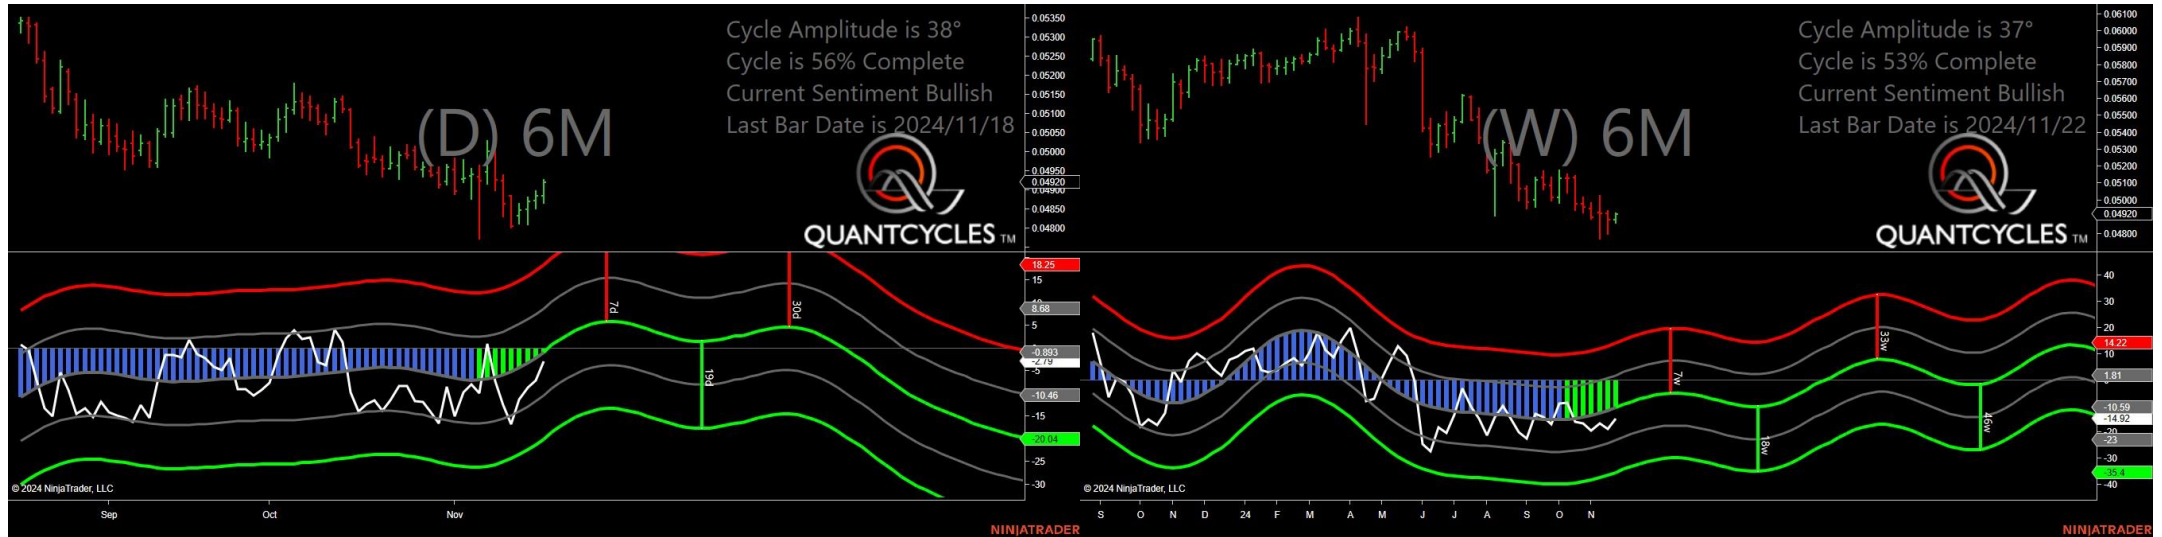 Cycle Amplitude is 38°
Cycle is 56% Complete
Current Sentiment Bullish
Last Bar Date is 2024/11/18
(D) 6M
QUANTCYCLES TM
0.05350
0.05300
0.05250
0.05200
0.05150
0.05100
0.05050
0.05000
0.04950
0.04920
0.04900
0.04850
0.04800
18.25
15
8.68
5
-0.893
-2.79
-5
-10.46
-15
-20.04
-25
-30
7d
19d
30d
© 2024 NinjaTrader, LLC
Sep Oct Nov
NINJATRADER
Cycle Amplitude is 37°
Cycle is 53% Complete
Current Sentiment Bullish
Last Bar Date is 2024/11/22
(W) 6M
QUANTCYCLES TM
0.06100
0.06000
0.05900
0.05800
0.05700
0.05600
0.05500
0.05400
0.05300
0.05200
0.05100
0.05000
0.04920
0.04800
40
30
20
14.22
10
1.81
-10.59
-14.92
-20
-23
-30
-35.4
-40
7w
18w
33w
46w
© 2024 NinjaTrader, LLC
S O N D 24 F M A M J J A S O N
NINJATRADER